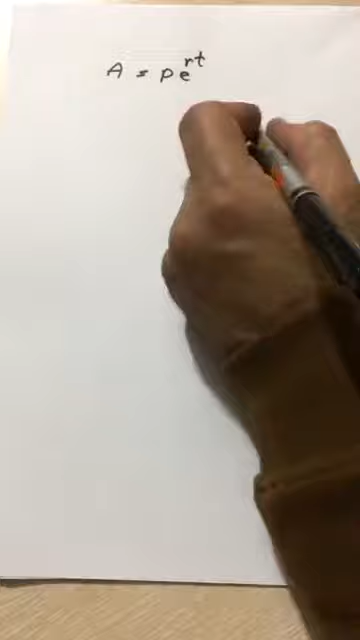 A = pe^{rt}